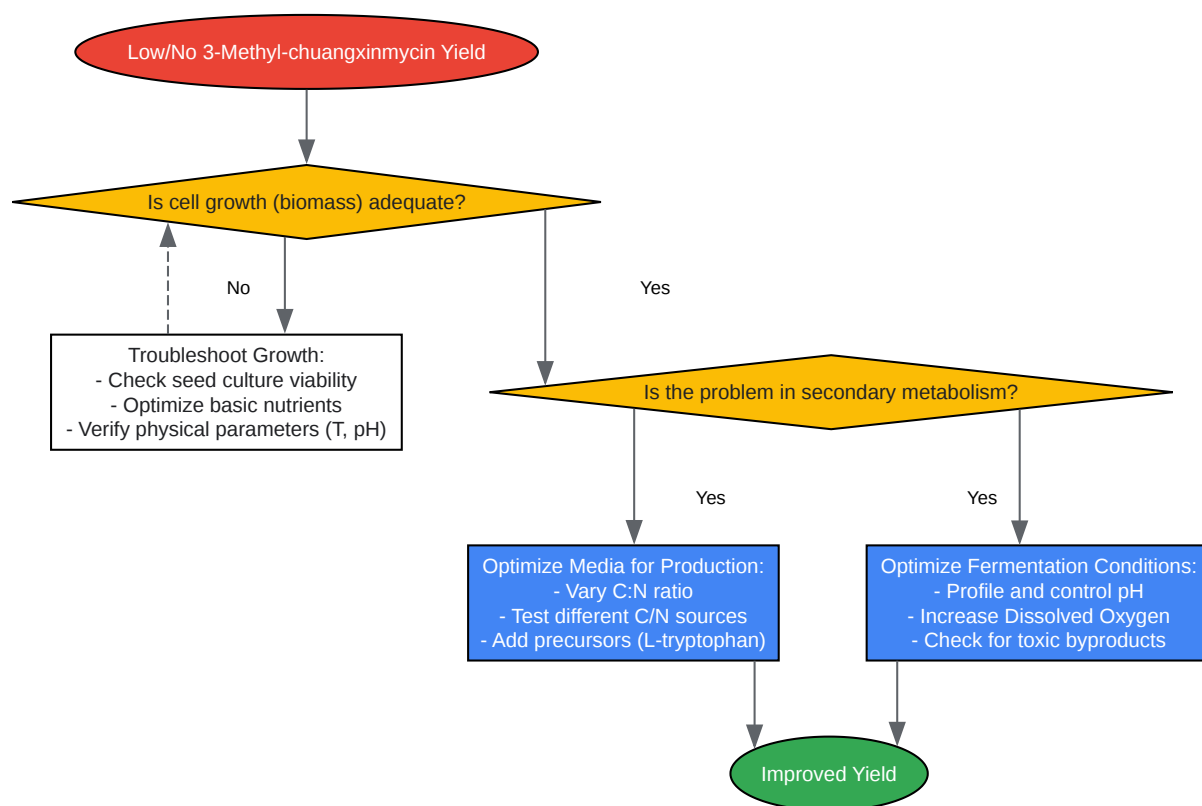 Low/No 3-Methyl-chuangxinmycin Yield
Is cell growth (biomass) adequate?
No
Yes
Troubleshoot Growth:
- Check seed culture viability
- Optimize basic nutrients
- Verify physical parameters (T, pH)
Is the problem in secondary metabolism?
Yes
Yes
Optimize Media for Production:
- Vary C:N ratio
- Test different C/N sources
- Add precursors (L-tryptophan)
Optimize Fermentation Conditions:
- Profile and control pH
- Increase Dissolved Oxygen
- Check for toxic byproducts
Improved Yield